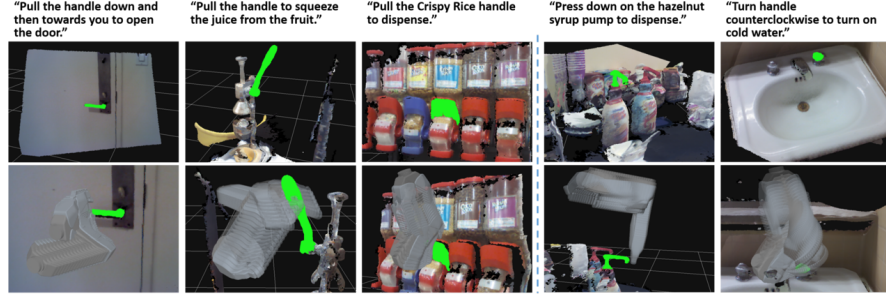 “Pull the handle down and
then towards you to open
the door.”
“Pull the handle to squeeze
the juice from the fruit.”
“Pull the Crispy Rice handle
to dispense.”
“Press down on the hazelnut
syrup pump to dispense.”
“Turn handle
counterclockwise to turn on
cold water.”